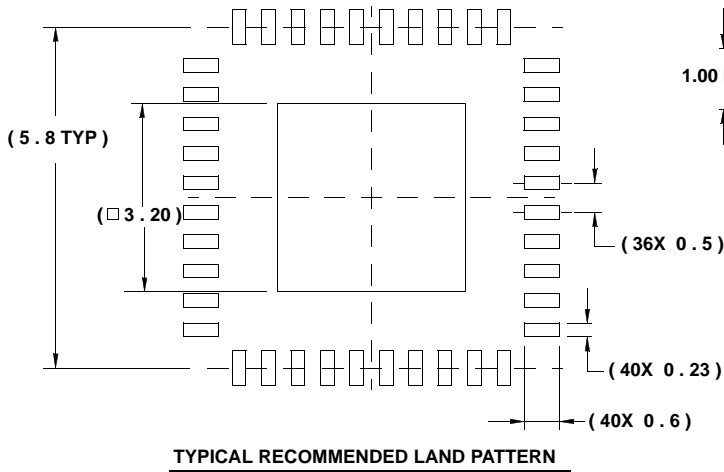 1.00
( 5 . 8 TYP )
( □ 3 . 20 )
( 36X 0 . 5 )
( 40X 0 . 23 )
( 40X 0 . 6 )
TYPICAL RECOMMENDED LAND PATTERN